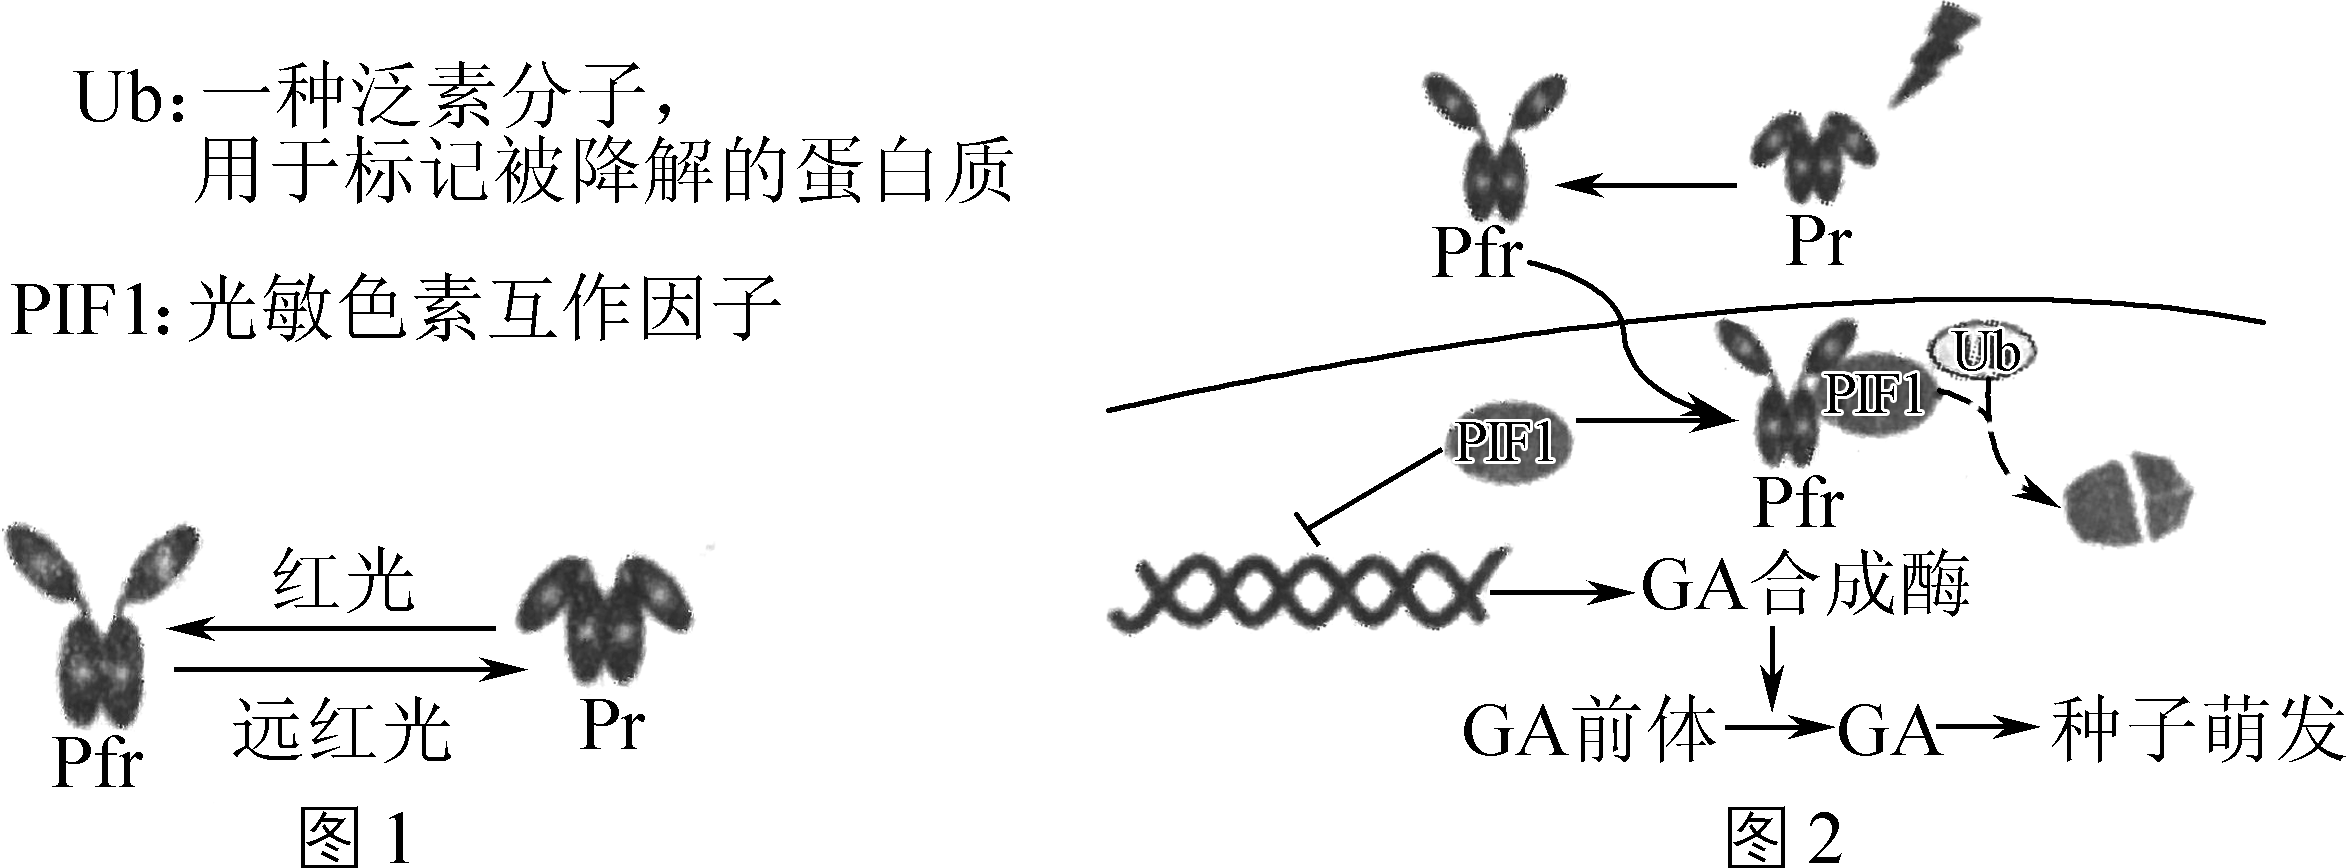 Ub:一种泛素分子,
用于标记被降解的蛋白质
PIF1:光敏色素互作因子
红光
远红光
Pfr
Pr
图1
Pfr
Pr
PIF1
PIF1
Ub
Pfr
GA合成酶
GA前体
GA
种子萌发
图2